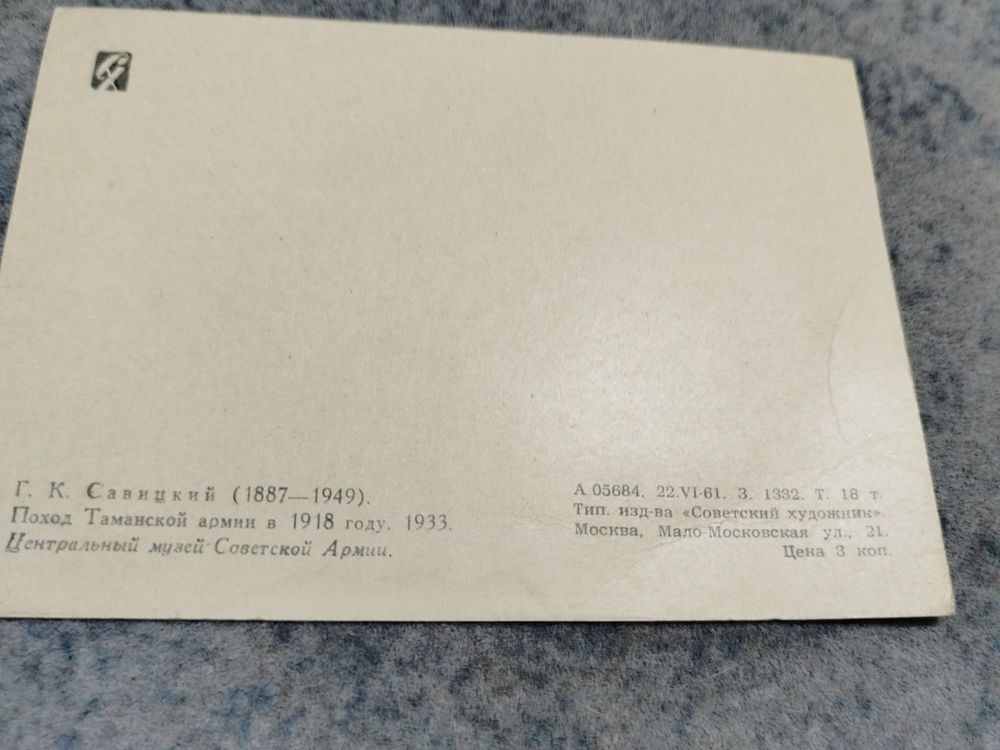 СХ
Г. К. Савицкий (1887—1949).
Поход Таманской армии в 1918 году. 1933.
Центральный музей Советской Армии.
А 05684. 22.VI-61. З. 1332. Т. 18 т.
Тип. изд-ва «Советский художник».
Москва, Мало-Московская ул., 21.
Цена 3 коп.